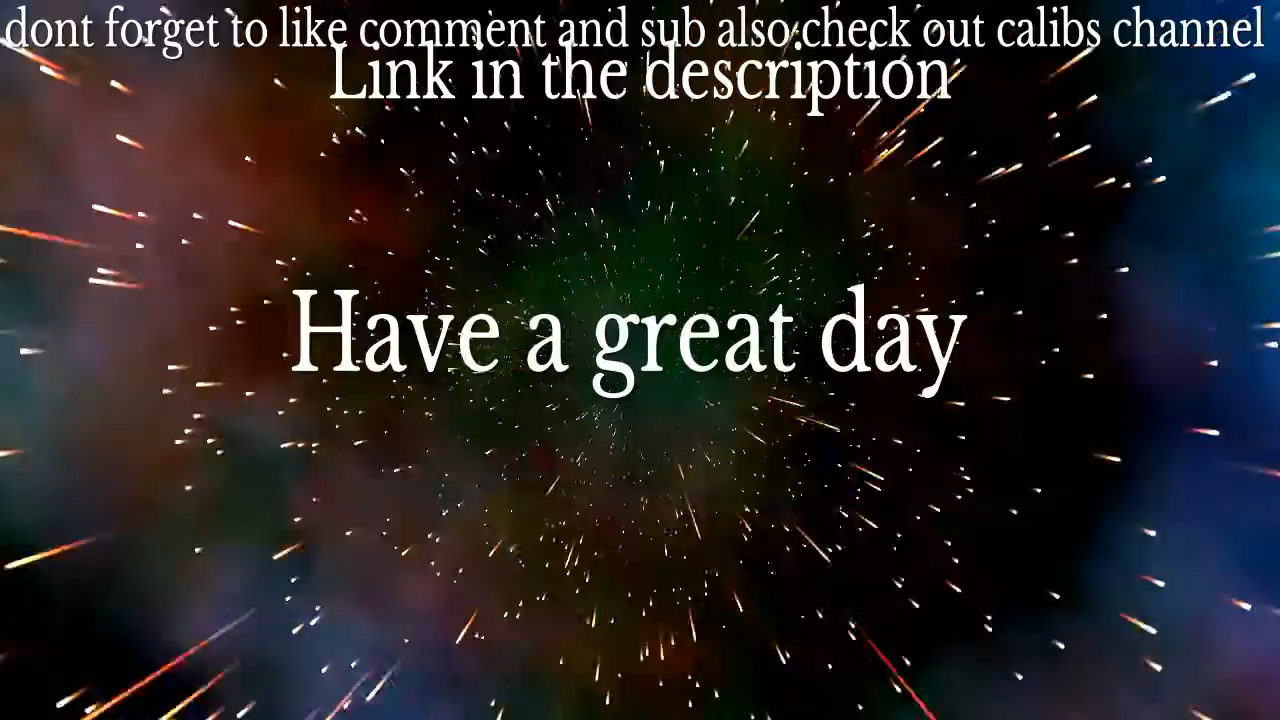 dont forget to like comment and sub also check out calibs channel
Link in the description
Have a great day